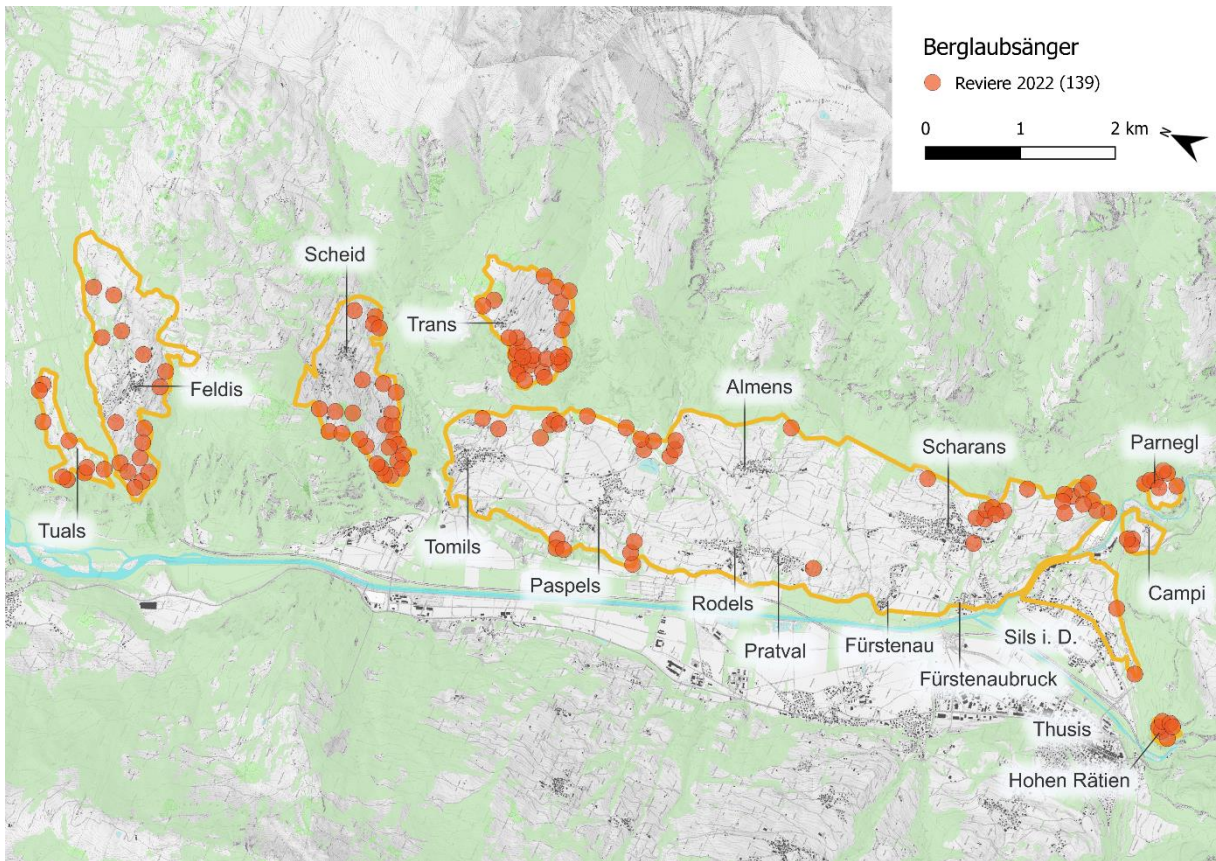 Berglaubsänger
Reviere 2022 (139)
0 1 2 km
N
Scheid
Trans
Feldis
Almens
Scharans
Parnegl
Tuals
Tomils
Paspels
Rodels
Pratval
Fürstenau
Fürstenaubruck
Sils i. D.
Campi
Thusis
Hohen Rätien